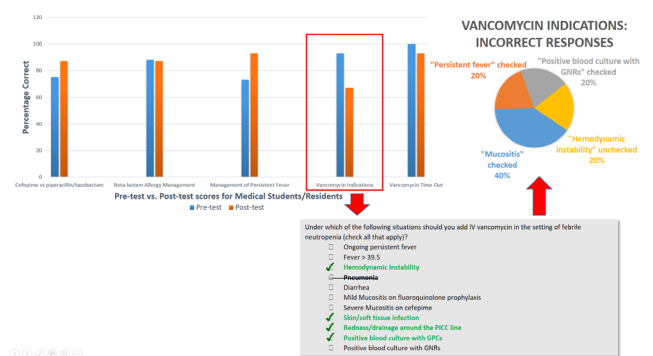 120
100
80
60
40
20
0
Percentage Correct
Cefepime vs piperacillin/tazobactam
Beta-lactam Allergy Management
Management of Persistent Fever
Vancomycin Indications
Vancomycin Time Out
Pre-test vs. Post-test scores for Medical Students/Residents
Pre-test
Post-test
VANCOMYCIN INDICATIONS:
INCORRECT RESPONSES
"Persistent fever" checked
20%
"Positive blood culture with
GNRs" checked
20%
"Hemodynamic
instability" unchecked
20%
"Mucositis"
checked
40%
Under which of the following situations should you add IV vancomycin in the setting of febrile
neutropenia (check all that apply)?
Ongoing persistent fever
Fever > 39.5
Hemodynamic Instability
Pneumonia
Diarrhea
Mild Mucositis on fluoroquinolone prophylaxis
Severe Mucositis on cefepime
Skin/soft tissue infection
Redness/drainage around the PICC line
Positive blood culture with GPCs
Positive blood culture with GNRs